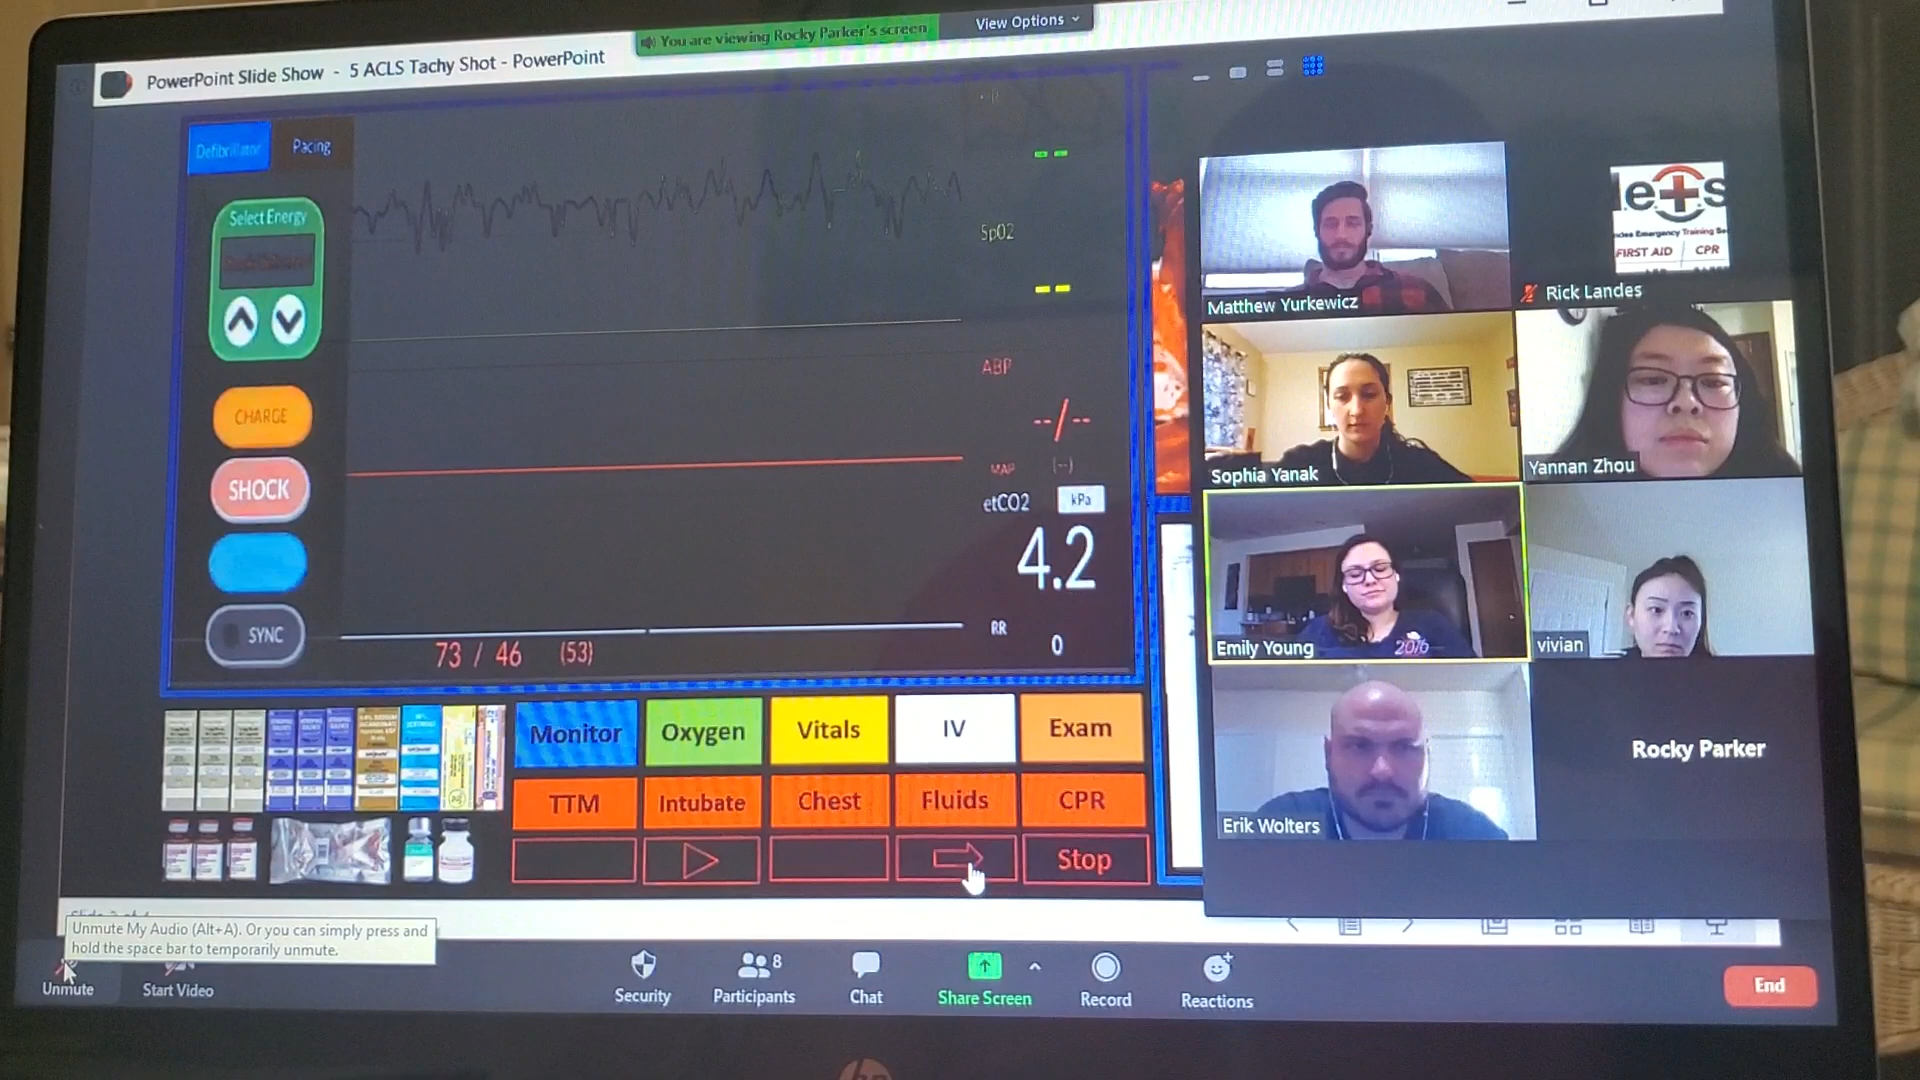 You are viewing Rocky Parker's screen
View Options
PowerPoint Slide Show - 5 ACLS Tachy Shot - PowerPoint
Defibrillator
Pacing
Select Energy
CHARGE
SHOCK
SYNC
SpO2
ABP
--/--
MAP (--)
etCO2 kPa
4.2
RR
0
73 / 46 (53)
Monitor
Oxygen
Vitals
IV
Exam
TTM
Intubate
Chest
Fluids
CPR
Stop
Matthew Yurkewicz
FIRST AID CPR
Rick Landes
Sophia Yanak
Yannan Zhou
2016
Emily Young
vivian
Erik Wolters
Rocky Parker
Unmute My Audio (Alt+A). Or you can simply press and
hold the space bar to temporarily unmute.
Unmute
Start Video
Security
Participants
8
Chat
Share Screen
Record
Reactions
End
hp